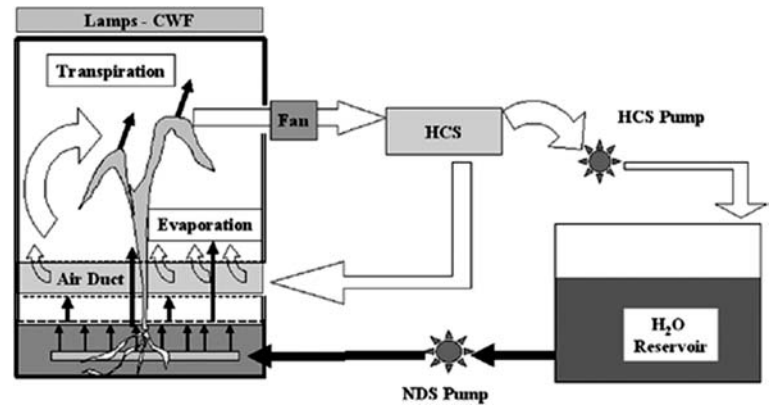 Lamps - CWF
Transpiration
Fan
HCS
HCS Pump
Evaporation
Air Duct
H₂O
Reservoir
NDS Pump